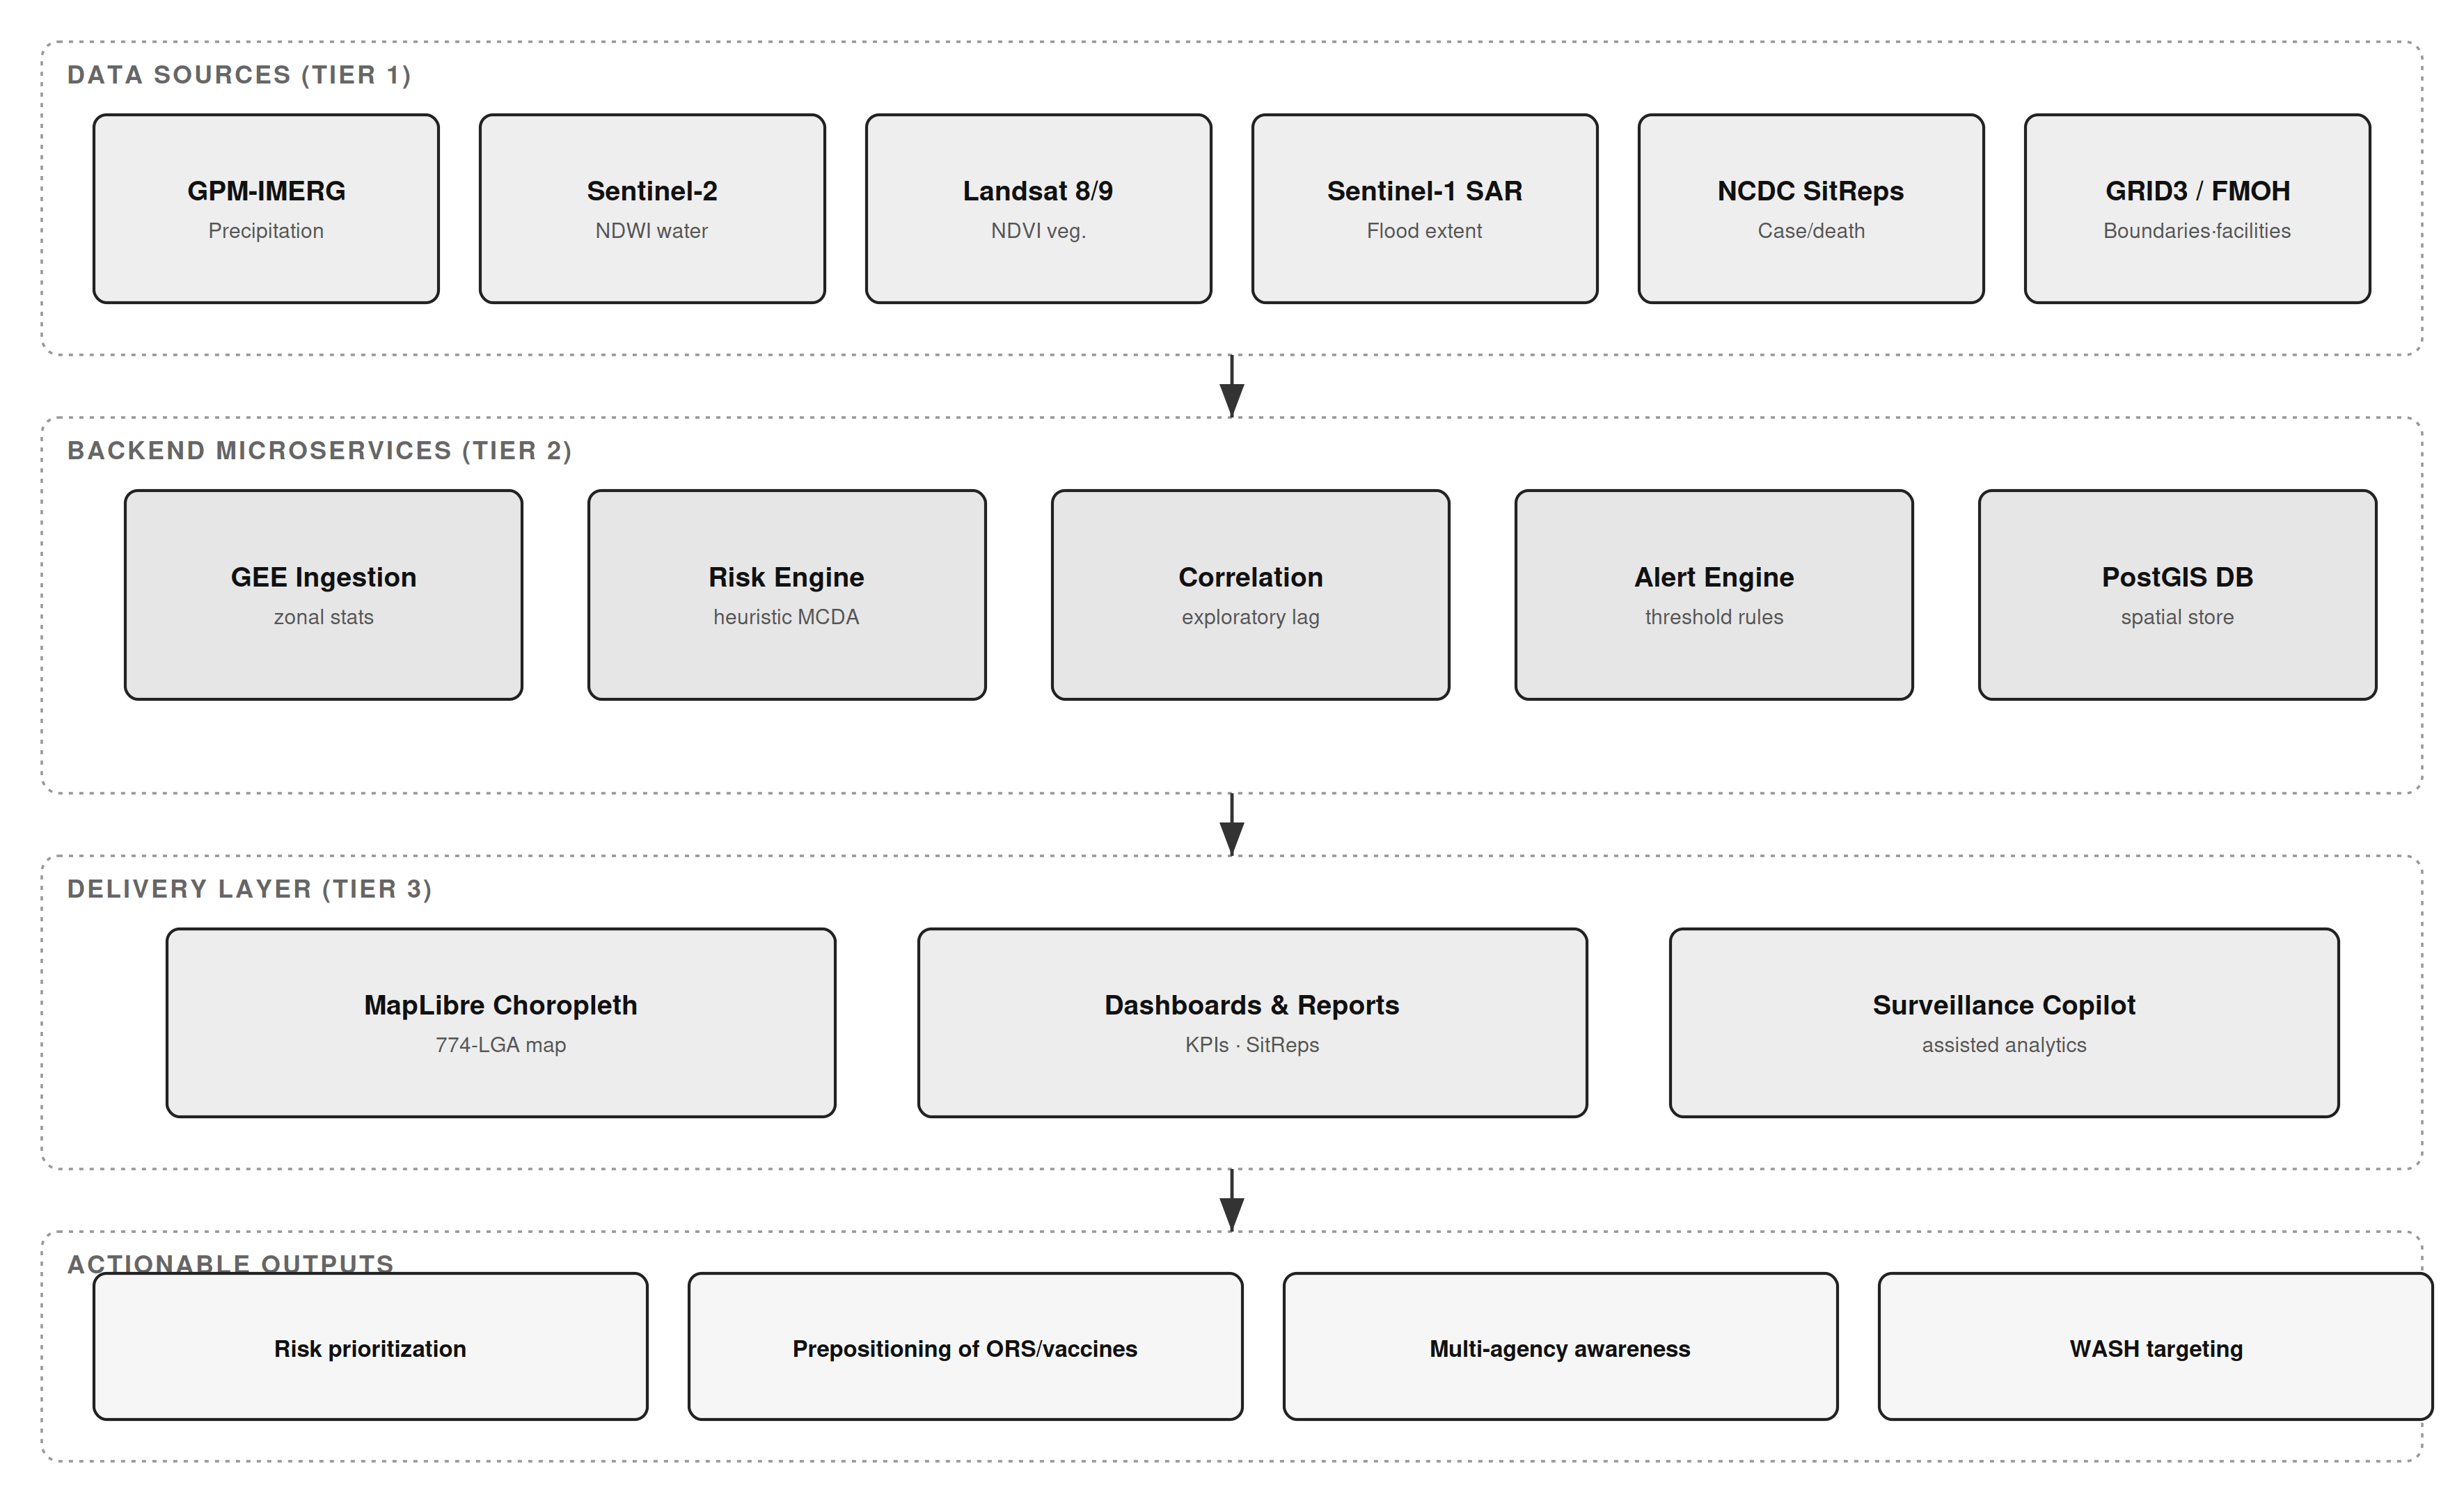 DATA SOURCES (TIER 1)
GPM-IMERG
Precipitation
Sentinel-2
NDWI water
Landsat 8/9
NDVI veg.
Sentinel-1 SAR
Flood extent
NCDC SitReps
Case/death
GRID3 / FMOH
Boundaries·facilities
BACKEND MICROSERVICES (TIER 2)
GEE Ingestion
zonal stats
Risk Engine
heuristic MCDA
Correlation
exploratory lag
Alert Engine
threshold rules
PostGIS DB
spatial store
DELIVERY LAYER (TIER 3)
MapLibre Choropleth
774-LGA map
Dashboards & Reports
KPIs · SitReps
Surveillance Copilot
assisted analytics
ACTIONABLE OUTPUTS
Risk prioritization
Prepositioning of ORS/vaccines
Multi-agency awareness
WASH targeting